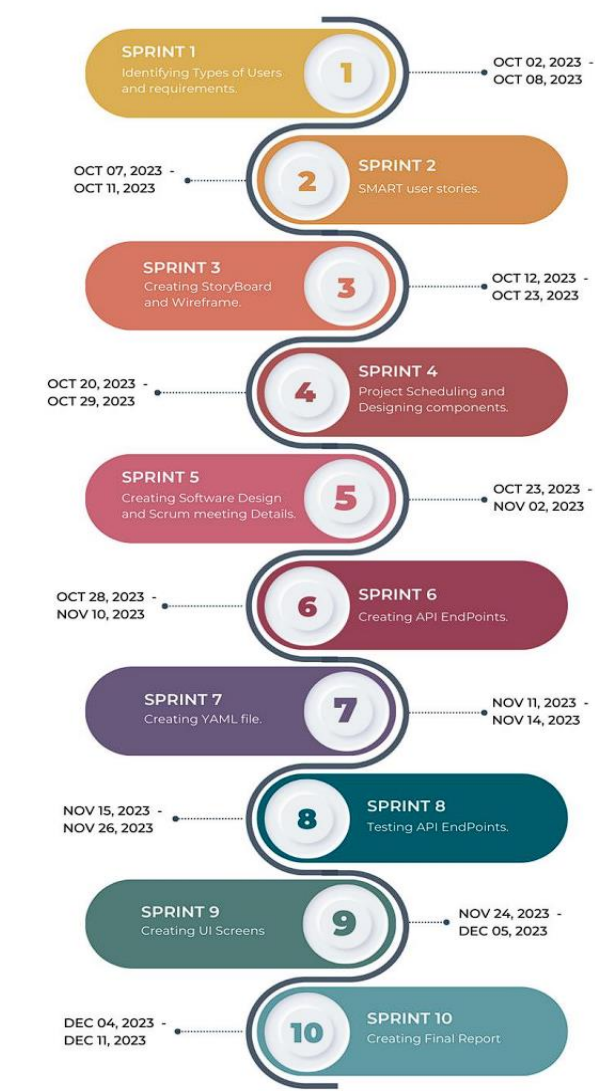 SPRINT 1
Identifying Types of Users
and requirements.
1
OCT 02, 2023 -
OCT 08, 2023
OCT 07, 2023 -
OCT 11, 2023
2
SPRINT 2
SMART user stories.
SPRINT 3
Creating StoryBoard
and Wireframe.
3
OCT 12, 2023 -
OCT 23, 2023
OCT 20, 2023 -
OCT 29, 2023
4
SPRINT 4
Project Scheduling and
Designing components.
SPRINT 5
Creating Software Design
and Scrum meeting Details.
5
OCT 23, 2023 -
NOV 02, 2023
OCT 28, 2023 -
NOV 10, 2023
6
SPRINT 6
Creating API EndPoints.
SPRINT 7
Creating YAML file.
7
NOV 11, 2023 -
NOV 14, 2023
NOV 15, 2023 -
NOV 26, 2023
8
SPRINT 8
Testing API EndPoints.
SPRINT 9
Creating UI Screens
9
NOV 24, 2023 -
DEC 05, 2023
DEC 04, 2023 -
DEC 11, 2023
10
SPRINT 10
Creating Final Report